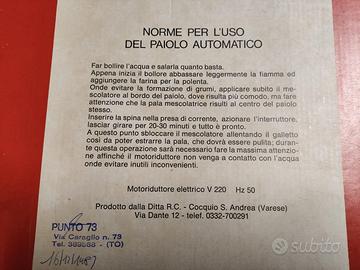 NORME PER L'USO
DEL PAIOLO AUTOMATICO
Far bollire l'acqua e salarla quanto basta.
Appena inizia il bollore abbassare leggermente la fiamma ed
aggiungere la farina per la polenta.
Onde evitare la formazione di grumi, applicare subito il me-
scolatore al bordo del paiolo, dove risulta più comodo, ma fare
attenzione che la pala mescolatrice risulti al centro del paiolo
stesso.
Inserire la spina nella presa di corrente, azionare l'interruttore,
lasciar girare per 20-30 minuti e tutto è pronto.
A questo punto sbloccare il mescolatore allentando il galletto
così da poter estrarre la pala, che dovrà essere pulita; duran-
te questa operazione sarà necessario fare la massima atten-
zione affinché il motoriduttore non venga a contatto con l'acqua
onde evitare inutili inconvenienti.
Motoriduttore elettrico V 220 Hz 50
Prodotto dalla Ditta R.C. - Cocquio S. Andrea (Varese)
Via Dante 12 - telef. 0332-700291
PUNTO 73
Via Caraglio n. 73
Tel. - (TO)
subito